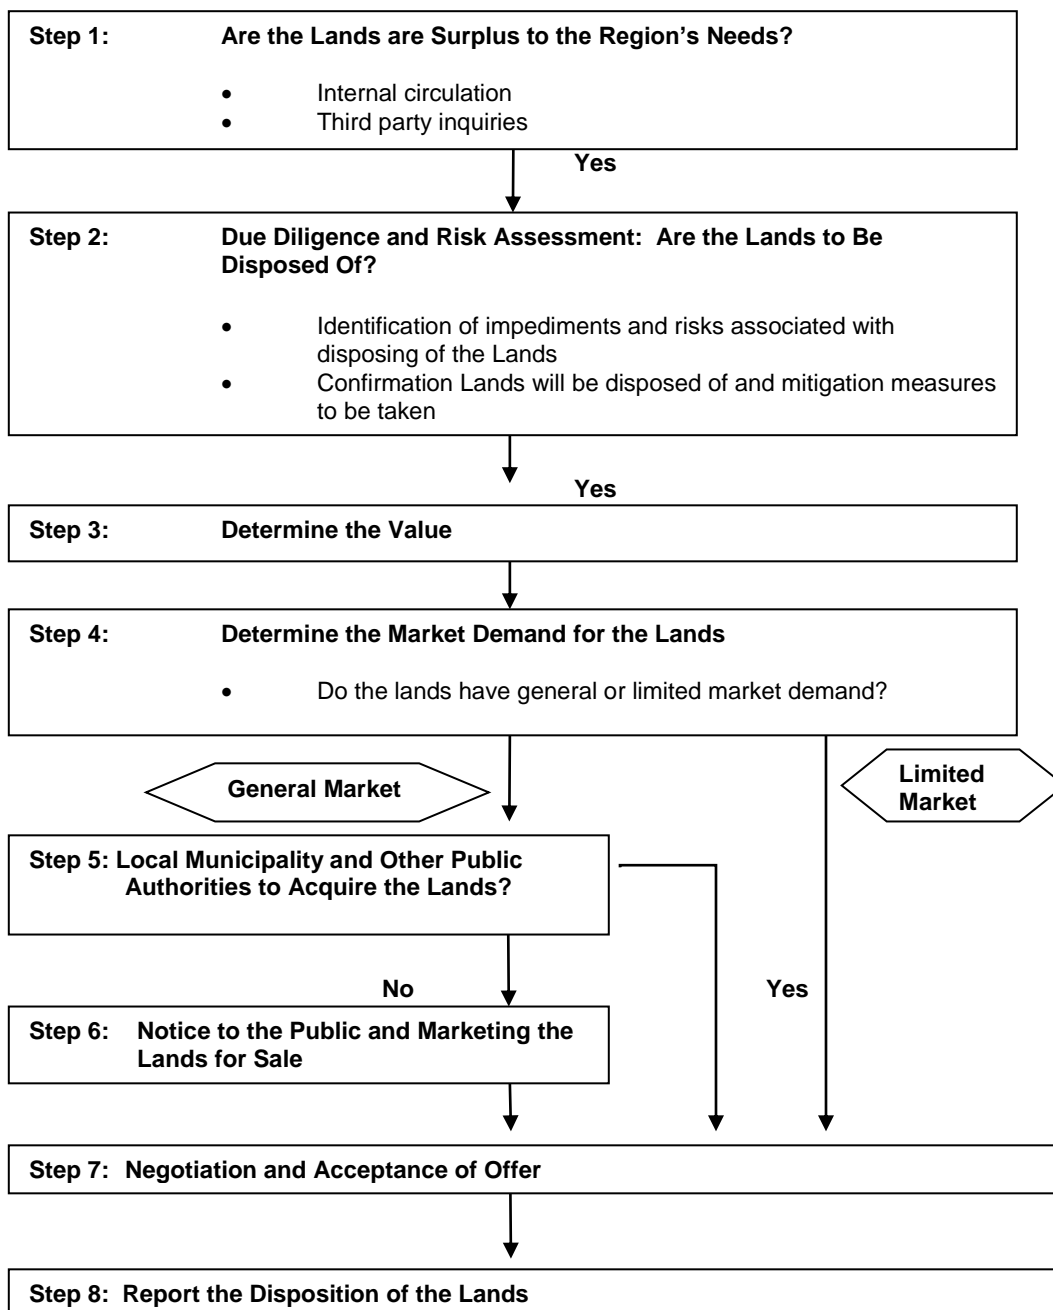 Step 1: Are the Lands are Surplus to the Region's Needs?
• Internal circulation
• Third party inquiries
Yes
Step 2: Due Diligence and Risk Assessment: Are the Lands to Be
Disposed Of?
• Identification of impediments and risks associated with
disposing of the Lands
• Confirmation Lands will be disposed of and mitigation measures
to be taken
Yes
Step 3: Determine the Value
Step 4: Determine the Market Demand for the Lands
• Do the lands have general or limited market demand?
General Market
Limited
Market
Step 5: Local Municipality and Other Public
Authorities to Acquire the Lands?
No
Yes
Step 6: Notice to the Public and Marketing the
Lands for Sale
Step 7: Negotiation and Acceptance of Offer
Step 8: Report the Disposition of the Lands